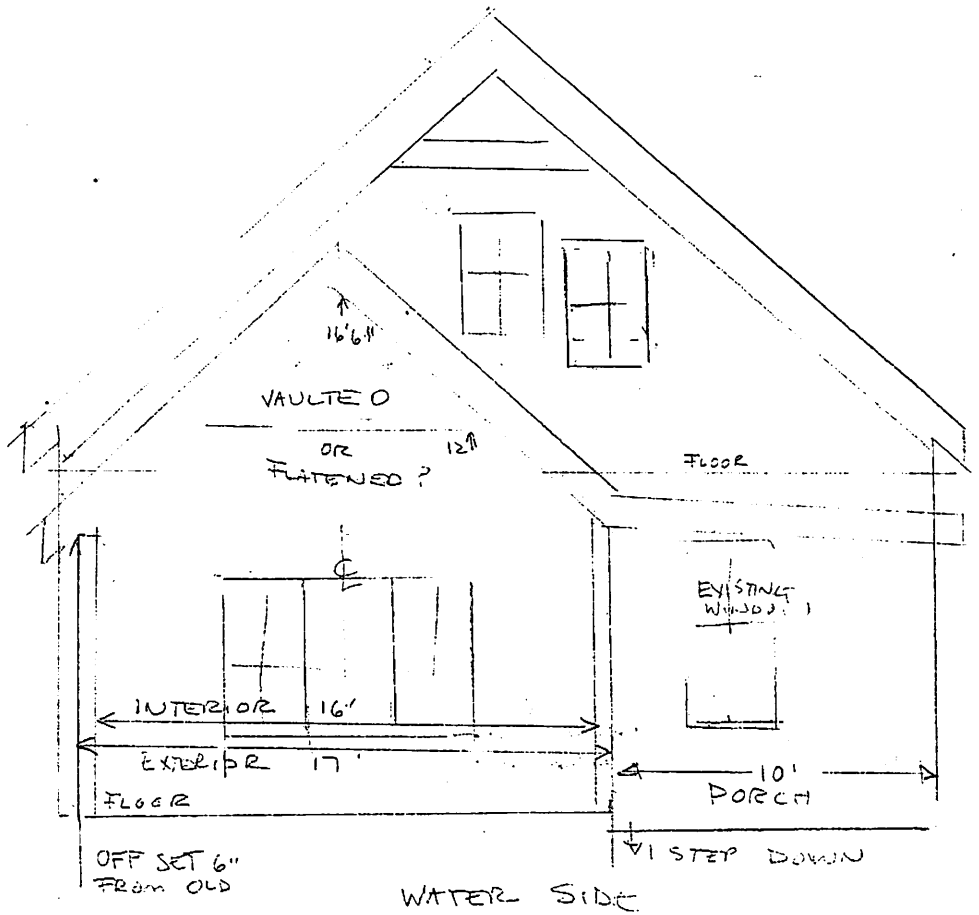 16'6"
VAULTED
OR
12'
FLATENED ?
FLOOR
℄
EXISTING
WINDOW
INTERIOR 16'
EXTERIOR 17'
10'
PORCH
FLOOR
1 STEP DOWN
OFF SET 6"
FROM OLD
WATER SIDE